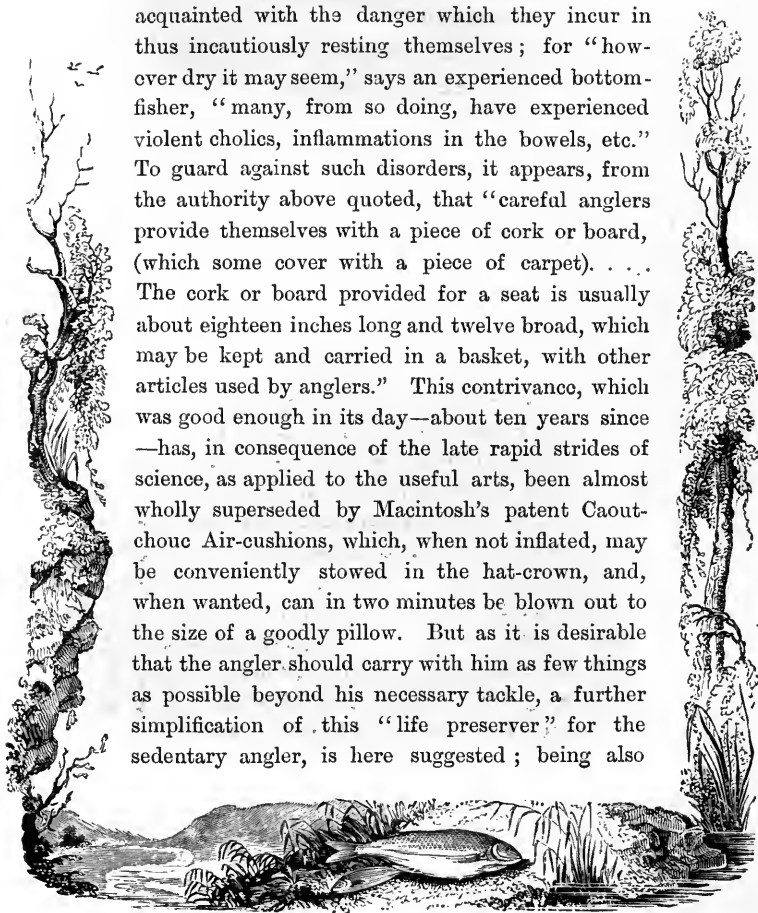 acquainted with the danger which they incur in
thus incautiously resting themselves ; for “how-
ever dry it may seem,” says an experienced bottom-
fisher, “many, from so doing, have experienced
violent cholics, inflammations in the bowels, etc.”
To guard against such disorders, it appears, from
the authority above quoted, that “careful anglers
provide themselves with a piece of cork or board,
(which some cover with a piece of carpet). . . .
The cork or board provided for a seat is usually
about eighteen inches long and twelve broad, which
may be kept and carried in a basket, with other
articles used by anglers.” This contrivance, which
was good enough in its day—about ten years since
—has, in consequence of the late rapid strides of
science, as applied to the useful arts, been almost
wholly superseded by Macintosh's patent Caout-
chouc Air-cushions, which, when not inflated, may
be conveniently stowed in the hat-crown, and,
when wanted, can in two minutes be blown out to
the size of a goodly pillow. But as it is desirable
that the angler should carry with him as few things
as possible beyond his necessary tackle, a further
simplification of this “life preserver” for the
sedentary angler, is here suggested ; being also